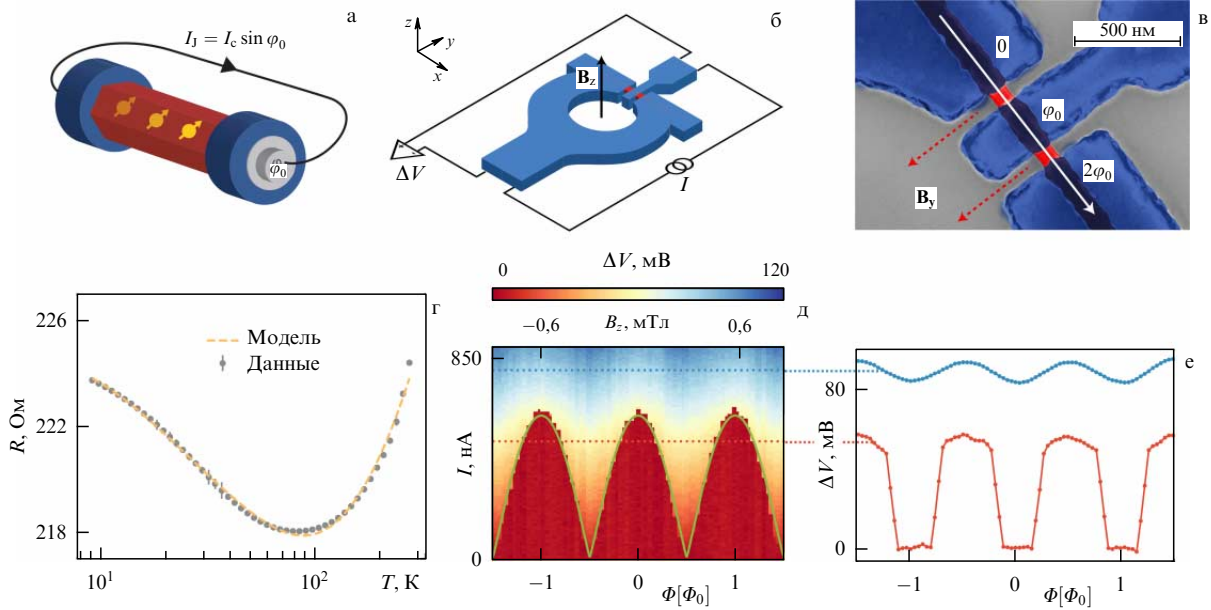 а
I_J = I_c sin φ_0
φ_0
б
z
y
x
B_z
ΔV
I
в
500 нм
0
φ_0
2φ_0
B_y
г
226
222
218
R, Ом
Модель
Данные
10^1
10^2
T, К
ΔV, мВ
0
120
д
−0,6
B_z, мТл
0,6
850
I, нА
0
−1
0
1
Φ[Φ_0]
е
80
ΔV, мВ
0
−1
0
1
Φ[Φ_0]